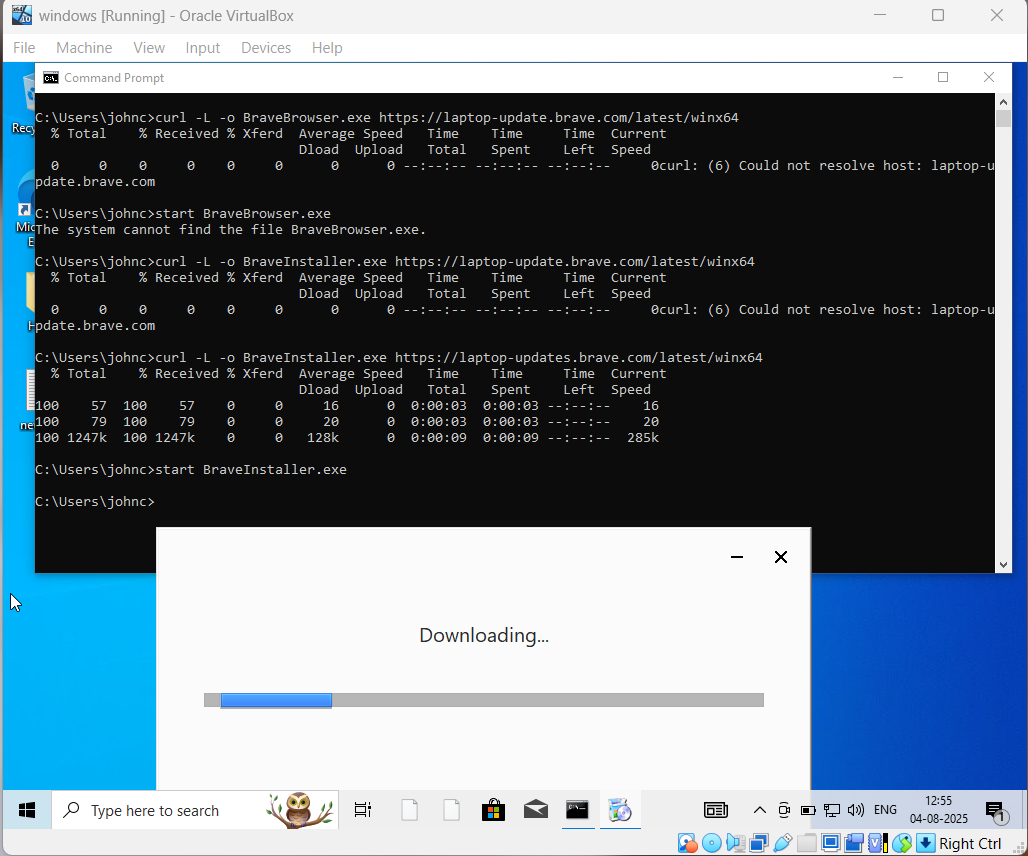 windows [Running] - Oracle VirtualBox
File Machine View Input Devices Help
Command Prompt
C:\Users\johnc>curl -L -o BraveBrowser.exe https://laptop-update.brave.com/latest/winx64
% Total % Received % Xferd Average Speed Time Time Time Current
Dload Upload Total Spent Left Speed
0 0 0 0 0 0 0 0 --:--:-- --:--:-- --:--:-- 0curl: (6) Could not resolve host: laptop-u
pdate.brave.com
C:\Users\johnc>start BraveBrowser.exe
The system cannot find the file BraveBrowser.exe.
C:\Users\johnc>curl -L -o BraveInstaller.exe https://laptop-update.brave.com/latest/winx64
% Total % Received % Xferd Average Speed Time Time Time Current
Dload Upload Total Spent Left Speed
0 0 0 0 0 0 0 0 --:--:-- --:--:-- --:--:-- 0curl: (6) Could not resolve host: laptop-u
pdate.brave.com
C:\Users\johnc>curl -L -o BraveInstaller.exe https://laptop-updates.brave.com/latest/winx64
% Total % Received % Xferd Average Speed Time Time Time Current
Dload Upload Total Spent Left Speed
100 57 100 57 0 0 16 0 0:00:03 0:00:03 --:--:-- 16
100 79 100 79 0 0 20 0 0:00:03 0:00:03 --:--:-- 20
100 1247k 100 1247k 0 0 128k 0 0:00:09 0:00:09 --:--:-- 285k
C:\Users\johnc>start BraveInstaller.exe
C:\Users\johnc>
Downloading...
Type here to search
ENG
12:55
04-08-2025
1
Right Ctrl